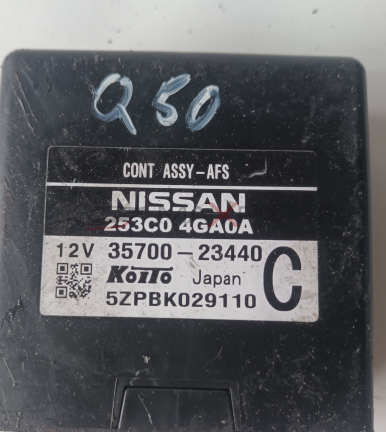 Q50
CONT ASSY-AFS
NISSAN
253C0 4GA0A
12V 35700-23440
KOITO Japan C
5ZPBK029110